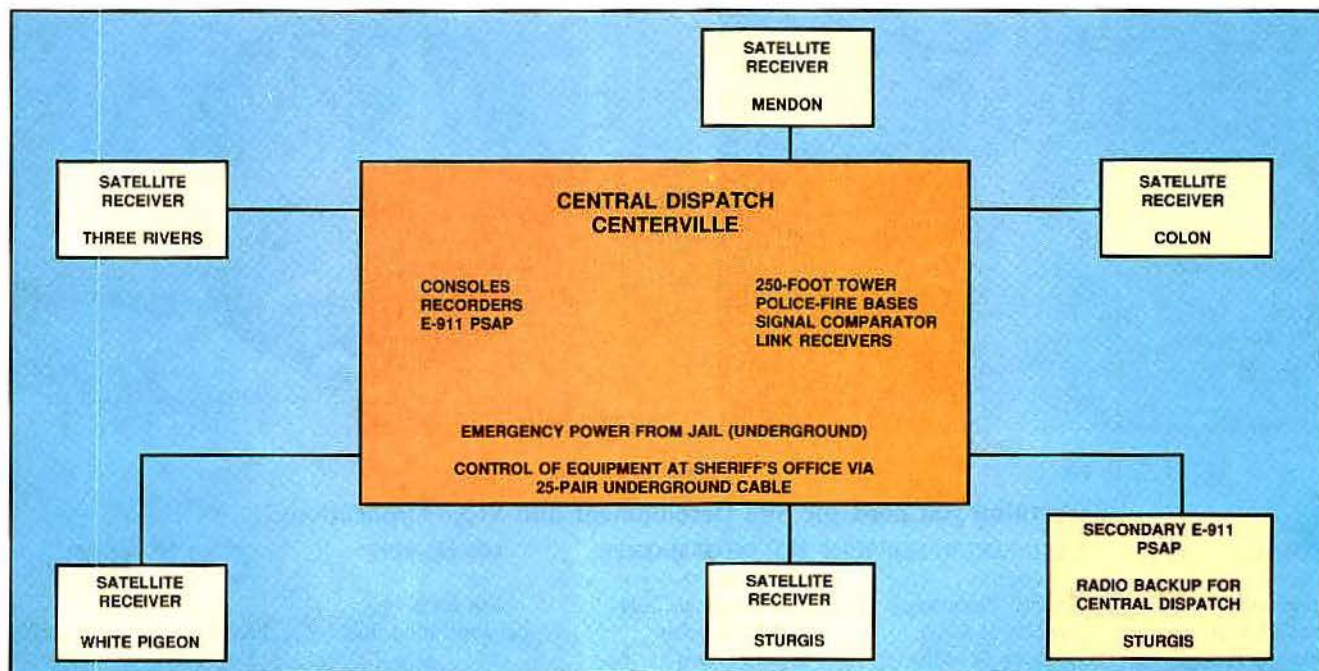 SATELLITE
RECEIVER
MENDON
SATELLITE
RECEIVER
THREE RIVERS
CENTRAL DISPATCH
CENTERVILLE
SATELLITE
RECEIVER
COLON
CONSOLES
RECORDERS
E-911 PSAP
250-FOOT TOWER
POLICE-FIRE BASES
SIGNAL COMPARATOR
LINK RECEIVERS
EMERGENCY POWER FROM JAIL (UNDERGROUND)
CONTROL OF EQUIPMENT AT SHERIFF'S OFFICE VIA
25-PAIR UNDERGROUND CABLE
SATELLITE
RECEIVER
WHITE PIGEON
SATELLITE
RECEIVER
STURGIS
SECONDARY E-911
PSAP
RADIO BACKUP FOR
CENTRAL DISPATCH
STURGIS